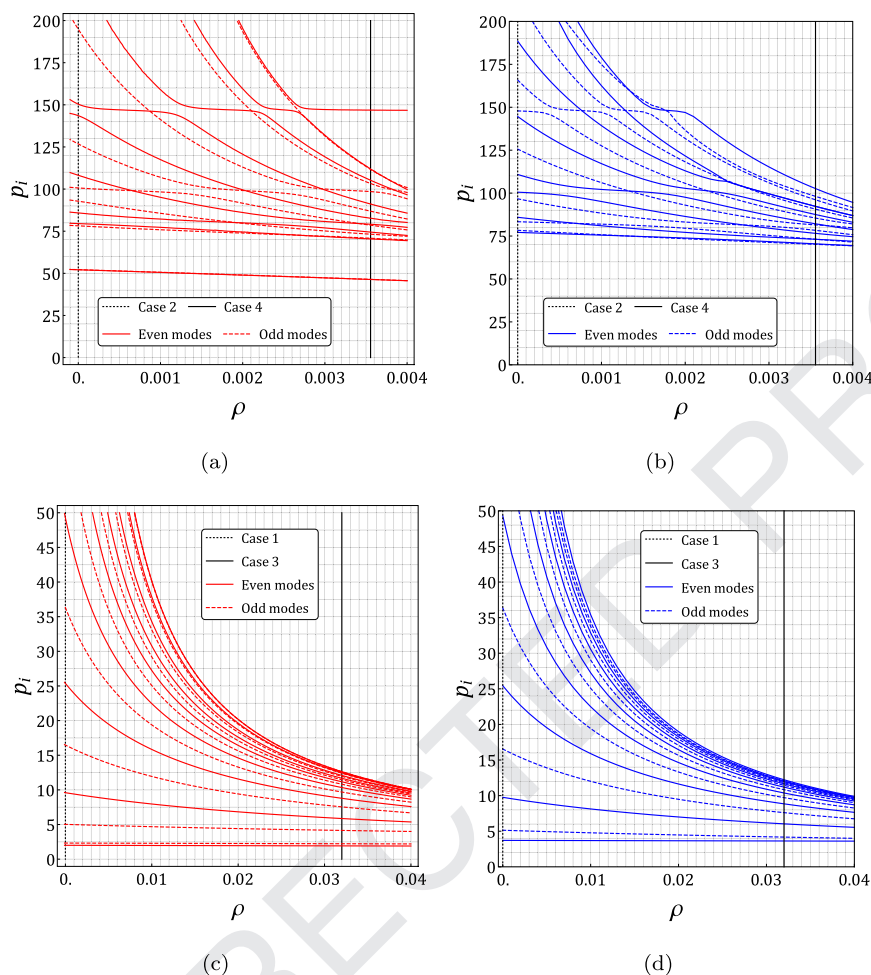 200
175
150
125
100
75
50
25
0
p_i
Case 2
Case 4
Even modes
Odd modes
0.
0.001
0.002
0.003
0.004
ρ
(a)
200
175
150
125
100
75
50
25
0
p_i
Case 2
Case 4
Even modes
Odd modes
0.
0.001
0.002
0.003
0.004
ρ
(b)
50
45
40
35
30
25
20
15
10
5
0
p_i
Case 1
Case 3
Even modes
Odd modes
0.
0.01
0.02
0.03
0.04
ρ
(c)
50
45
40
35
30
25
20
15
10
5
0
p_i
Case 1
Case 3
Even modes
Odd modes
0.
0.01
0.02
0.03
0.04
ρ
(d)
ECTED PR